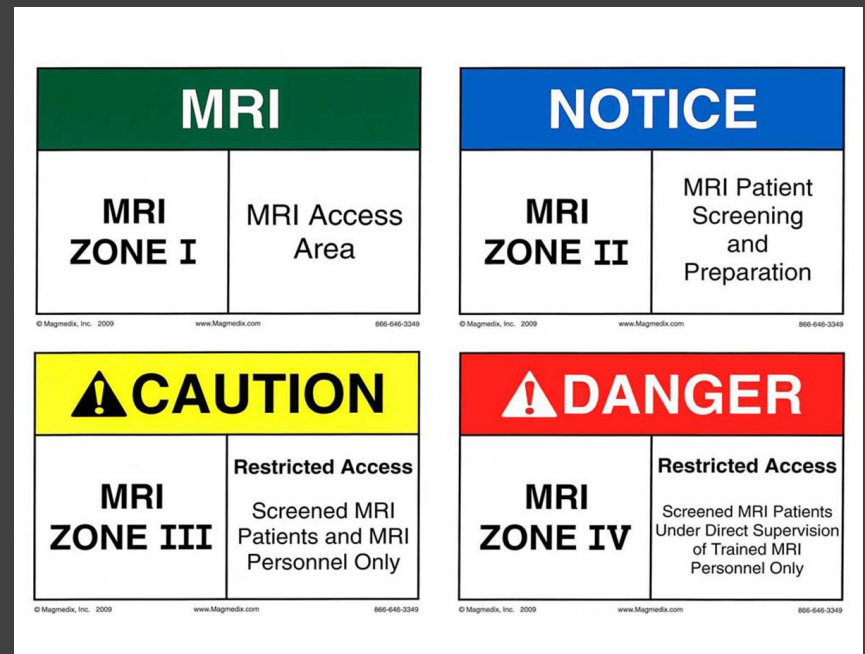 MRI
MRI
ZONE I
MRI Access
Area
© Magmedix, Inc. 2009 www.Magmedix.com 866-646-3349
NOTICE
MRI
ZONE II
MRI Patient
Screening
and
Preparation
© Magmedix, Inc. 2009 www.Magmedix.com 866-646-3349
CAUTION
MRI
ZONE III
Restricted Access
Screened MRI
Patients and MRI
Personnel Only
© Magmedix, Inc. 2009 www.Magmedix.com 866-646-3349
DANGER
MRI
ZONE IV
Restricted Access
Screened MRI Patients
Under Direct Supervision
of Trained MRI
Personnel Only
© Magmedix, Inc. 2009 www.Magmedix.com 866-646-3349